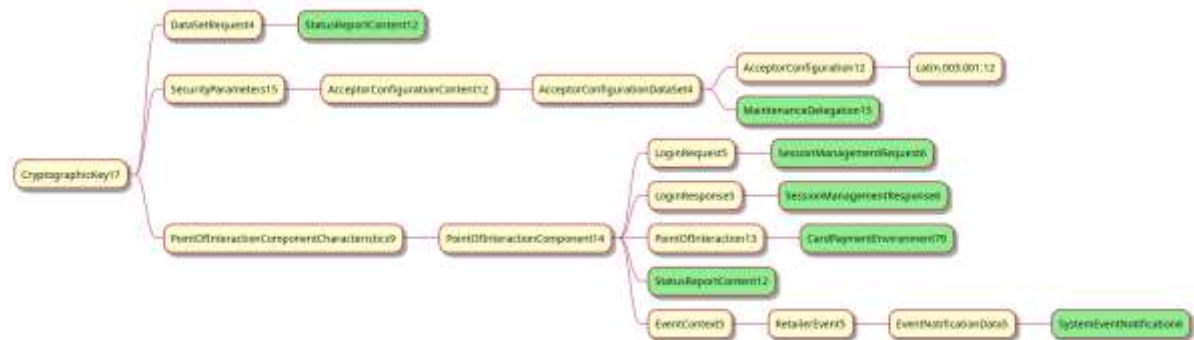 DataSetRequest4
StatusReportContent12
AcceptorConfiguration12
catm.003.001.12
SecurityParameters15
AcceptorConfigurationContent12
AcceptorConfigurationDataSet4
MaintenanceDelegation15
LoginRequest5
SessionManagementRequest6
CryptographicKey17
LoginResponse5
SessionManagementResponse6
PointOfInteractionComponentCharacteristics9
PointOfInteractionComponent14
PointOfInteraction13
CardPaymentEnvironment79
StatusReportContent12
EventContext5
RetailerEvent5
EventNotificationData5
SystemEventNotification6